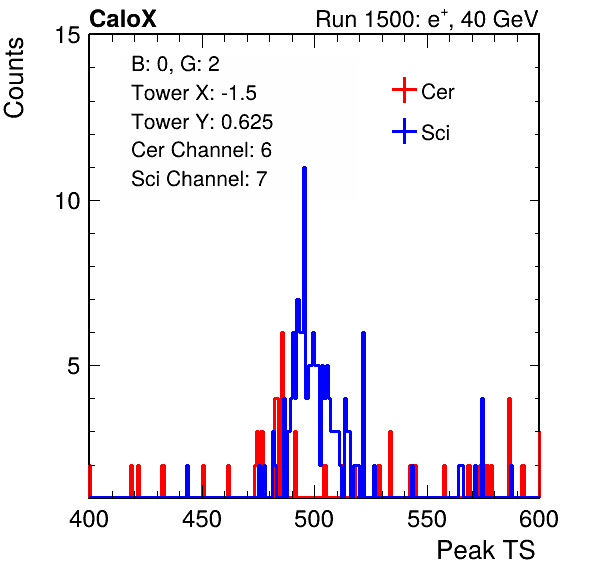 CaloX Run 1500: e+, 40 GeV
Counts
15
10
5
B: 0, G: 2
Tower X: -1.5
Tower Y: 0.625
Cer Channel: 6
Sci Channel: 7
Cer
Sci
400 450 500 550 600
Peak TS